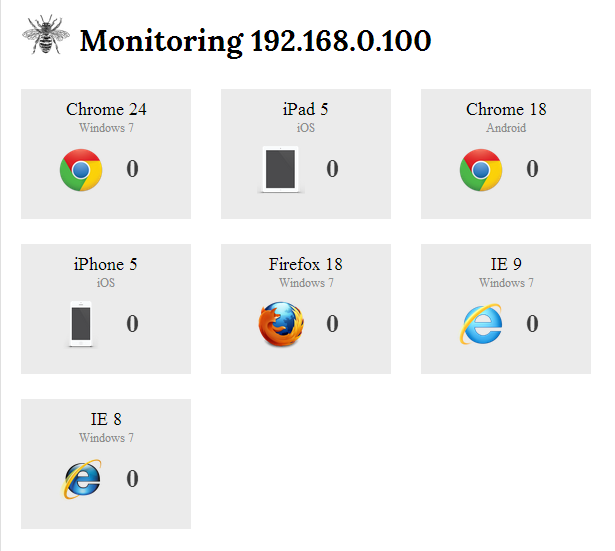 Monitoring 192.168.0.100
Chrome 24
Windows 7
0
iPad 5
iOS
0
Chrome 18
Android
0
iPhone 5
iOS
0
Firefox 18
Windows 7
0
IE 9
Windows 7
0
IE 8
Windows 7
0